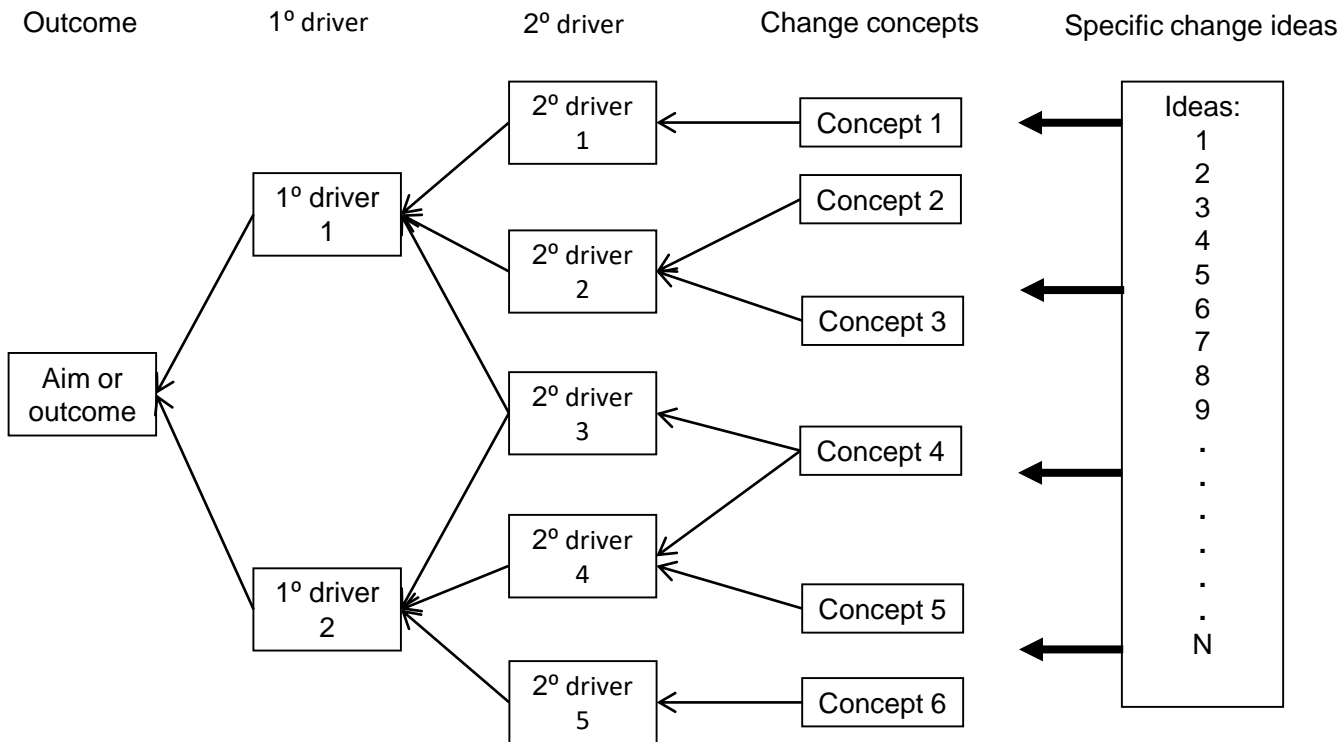 Outcome
1º driver
2º driver
Change concepts
Specific change ideas
Aim or
outcome
1º driver
1
1º driver
2
2º driver
1
2º driver
2
2º driver
3
2º driver
4
2º driver
5
Concept 1
Concept 2
Concept 3
Concept 4
Concept 5
Concept 6
Ideas:
1
2
3
4
5
6
7
8
9
.
.
.
.
.
.
N